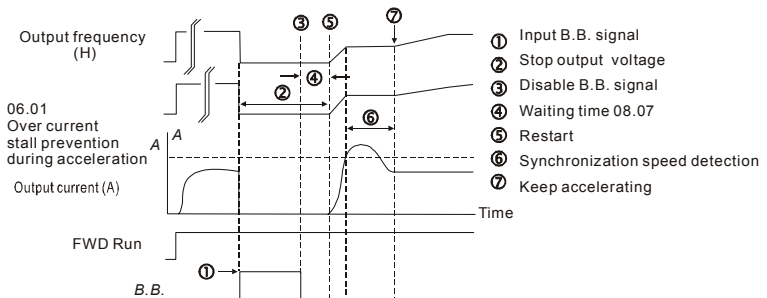 Output frequency
(H)
06.01
Over current
stall prevention
during acceleration
A
A
Output current (A)
FWD Run
B.B.
①
②
③
④
⑤
⑥
⑦
Time
① Input B.B. signal
② Stop output voltage
③ Disable B.B. signal
④ Waiting time 08.07
⑤ Restart
⑥ Synchronization speed detection
⑦ Keep accelerating